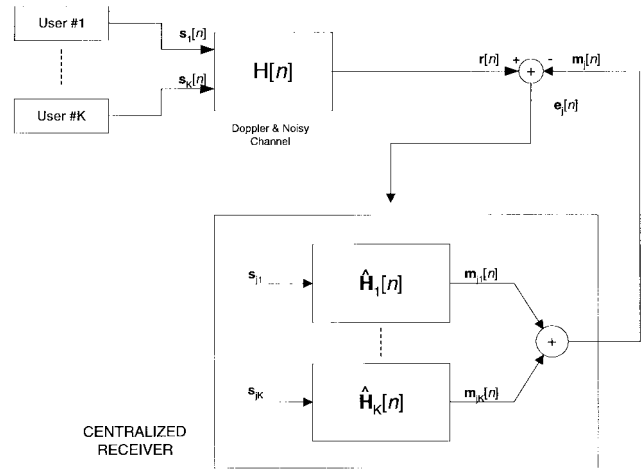 User #1
s1[n]
sK[n]
User #K
H[n]
Doppler & Noisy
Channel
r[n]
+
-
mj[n]
+
ej[n]
sj1
Ĥ1[n]
mj1[n]
+
sjK
ĤK[n]
mjK[n]
CENTRALIZED
RECEIVER